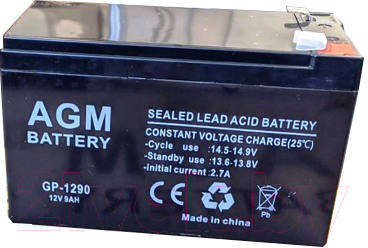 AGM
BATTERY
GP-1290
12V 9AH
SEALED LEAD ACID BATTERY
CONSTANT VOLTAGE CHARGE(25℃)
-Cycle use :14.5-14.9V
-Standby use :13.6-13.8V
-Initial current :2.7A
Pb
Made in china